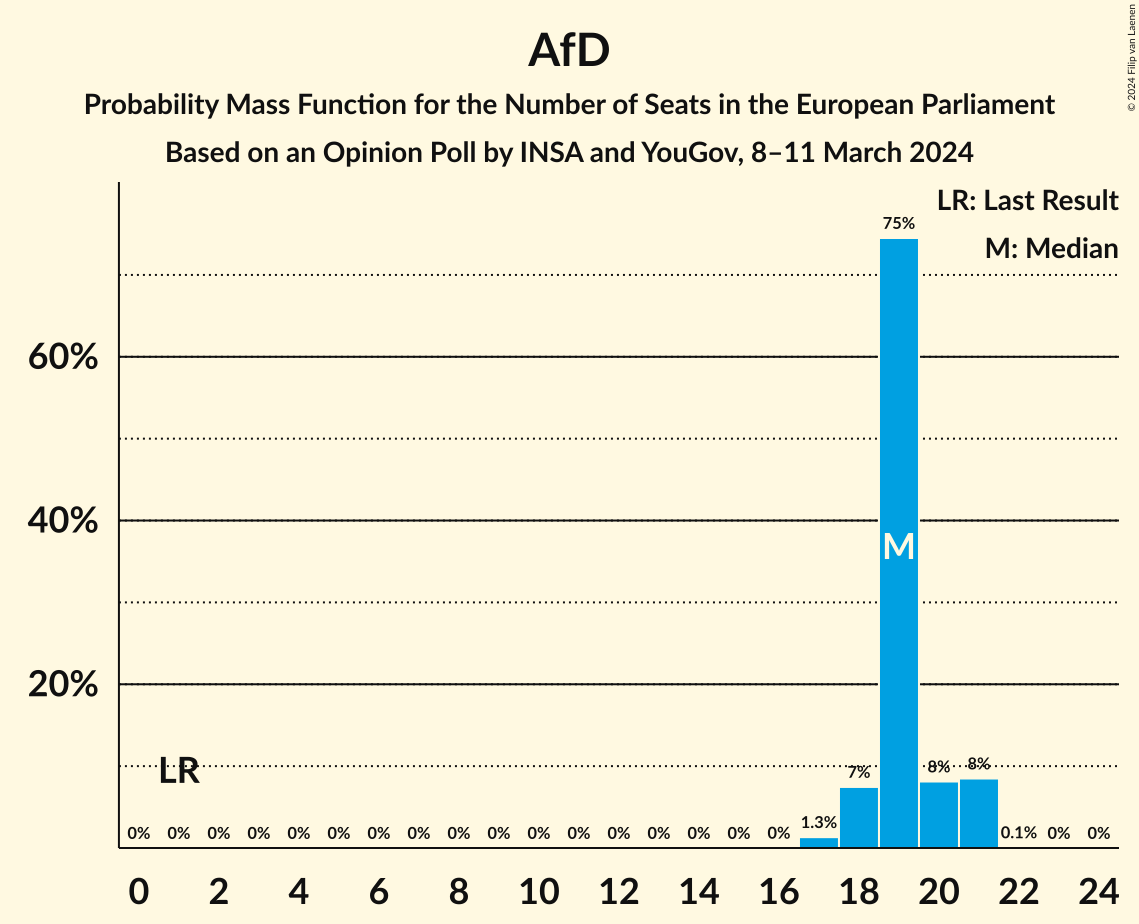 © 2024 Filip van Laenen
AfD
Probability Mass Function for the Number of Seats in the European Parliament
Based on an Opinion Poll by INSA and YouGov, 8–11 March 2024
LR: Last Result
M: Median
75%
60%
40%
M
20%
LR
7%
8%
8%
0% 0% 0% 0% 0% 0% 0% 0% 0% 0% 0% 0% 0% 0% 0% 0% 0% 1.3% 0.1% 0% 0%
0 2 4 6 8 10 12 14 16 18 20 22 24